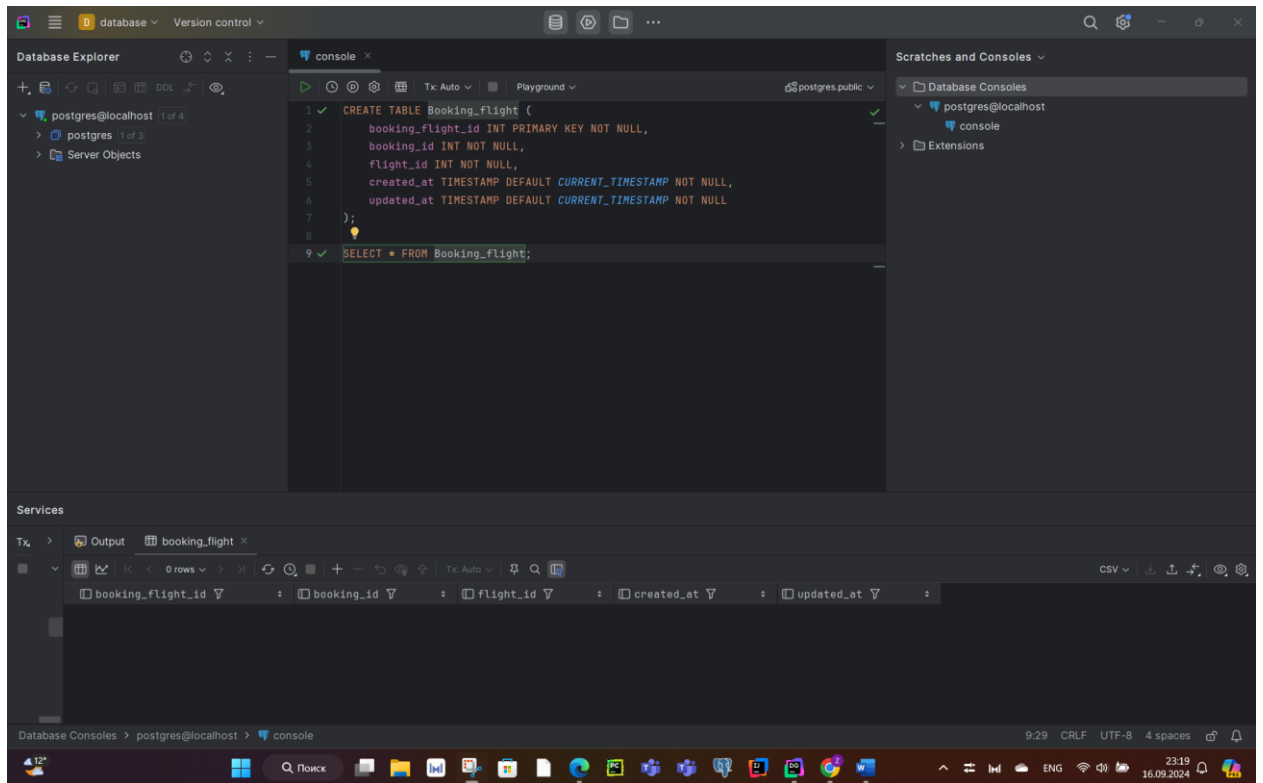 D database Version control
Database Explorer
DDL
postgres@localhost 1 of 4
postgres 1 of 3
Server Objects
console
Tx: Auto Playground postgres.public
1 CREATE TABLE Booking_flight (
2 booking_flight_id INT PRIMARY KEY NOT NULL,
3 booking_id INT NOT NULL,
4 flight_id INT NOT NULL,
5 created_at TIMESTAMP DEFAULT CURRENT_TIMESTAMP NOT NULL,
6 updated_at TIMESTAMP DEFAULT CURRENT_TIMESTAMP NOT NULL
7 );
8
9 SELECT * FROM Booking_flight;
Scratches and Consoles
Database Consoles
postgres@localhost
console
Extensions
Services
Tx Output booking_flight
0 rows Tx: Auto CSV
booking_flight_id booking_id flight_id created_at updated_at
Database Consoles > postgres@localhost > console 9:29 CRLF UTF-8 4 spaces
12° Поиск ENG 23:19
16.09.2024